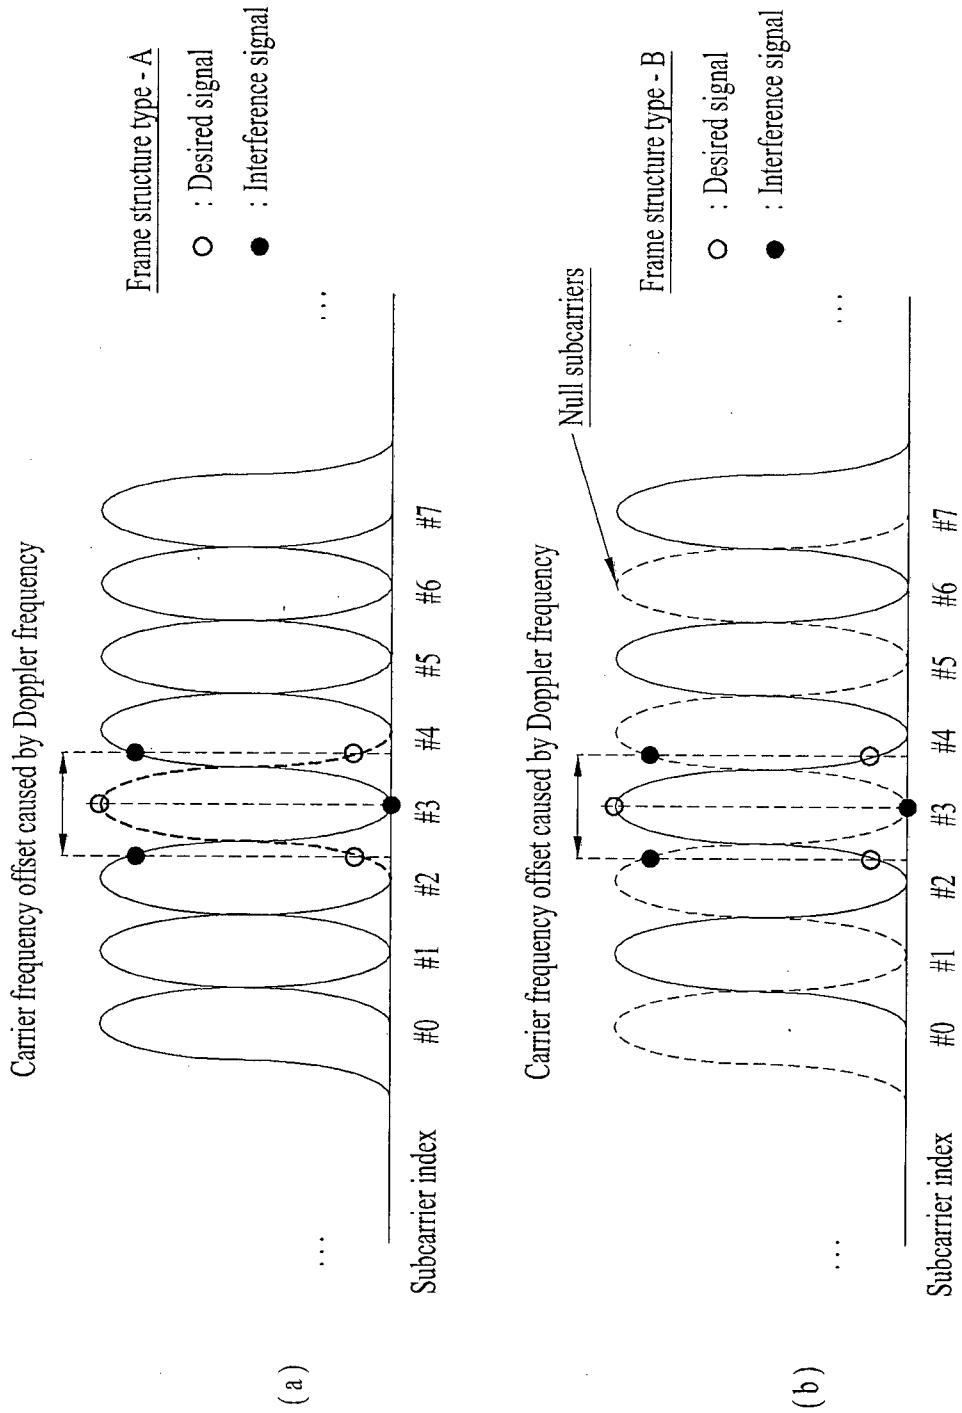 Carrier frequency offset caused by Doppler frequency
Frame structure type - A
: Desired signal
: Interference signal
...
...
#0 #1 #2 #3 #4 #5 #6 #7
Subcarrier index
( a )
Carrier frequency offset caused by Doppler frequency
Null subcarriers
Frame structure type - B
: Desired signal
: Interference signal
...
...
#0 #1 #2 #3 #4 #5 #6 #7
Subcarrier index
( b )